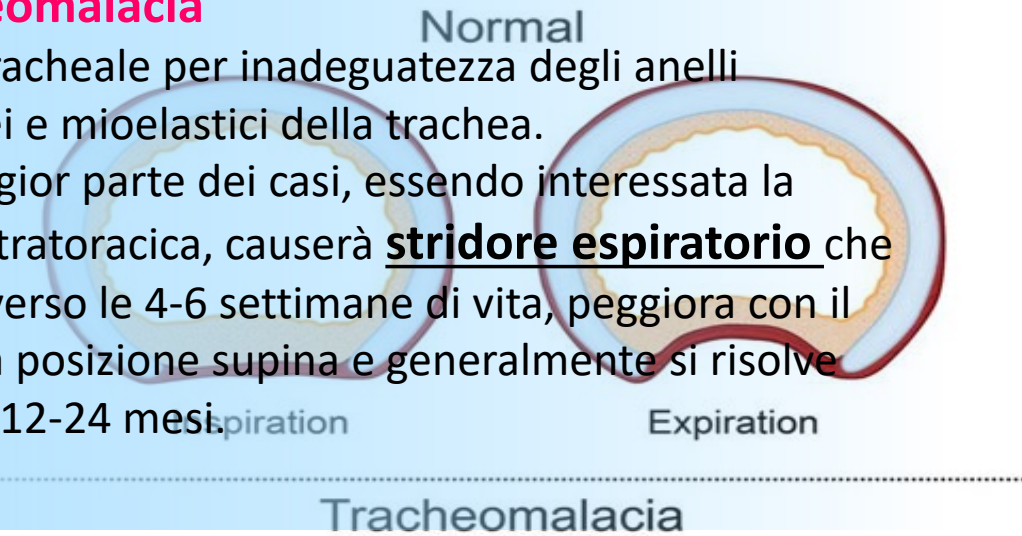 eomalacia
Normal
racheale per inadeguatezza degli anelli
i e mioelastici della trachea.
gior parte dei casi, essendo interessata la
tratoracica, causerà stridore espiratorio che
verso le 4-6 settimane di vita, peggiora con il
posizione supina e generalmente si risolve
12-24 mesi.
Inspiration
Expiration
Tracheomalacia